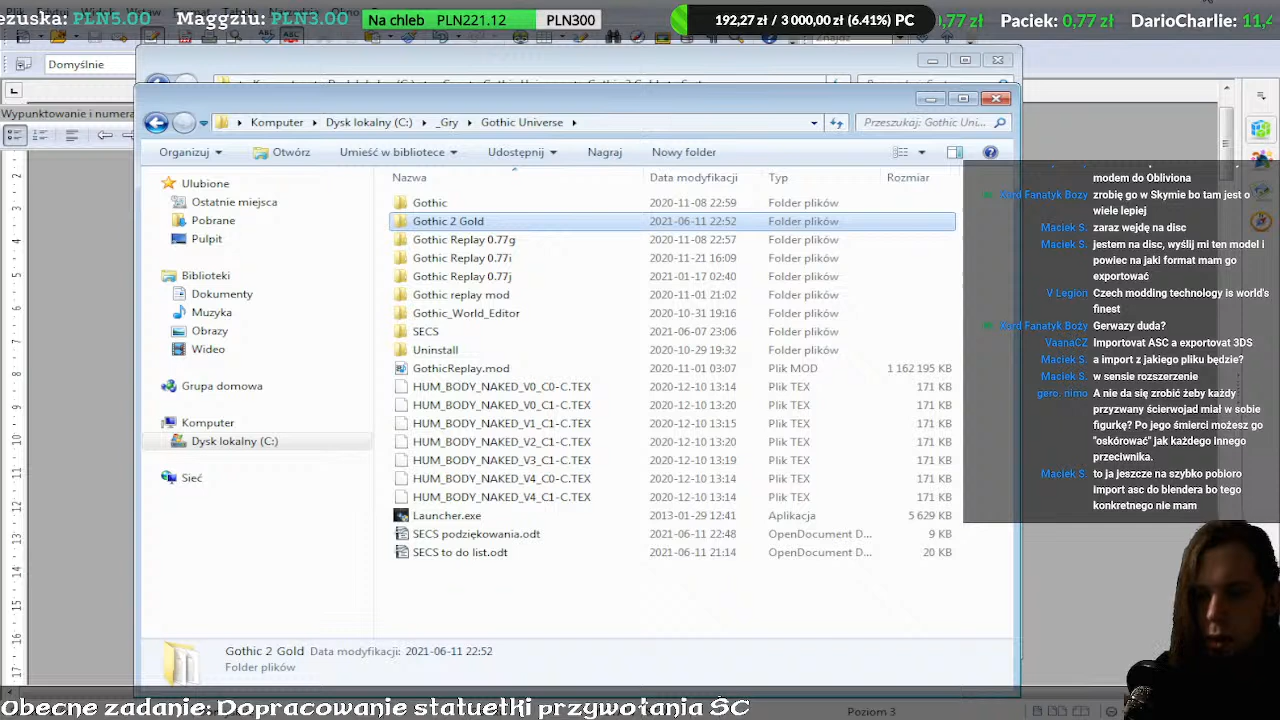 ezuska: PLN5.00 Maggziu: PLN3.00
Na chleb PLN221.12 PLN300
192,27 zł / 3 000,00 zł (6.41%) PC
0,77 zł Paciek: 0,77 zł DarioCharlie: 11,4
Domyślnie
Wypunktowanie i numera
Komputer Dysk lokalny (C:) _Gry Gothic Universe
Przeszukaj: Gothic Uni...
Organizuj Otwórz Umieść w bibliotece Udostępnij Nagraj Nowy folder
Ulubione
Ostatnie miejsca
Pobrane
Pulpit
Biblioteki
Dokumenty
Muzyka
Obrazy
Wideo
Grupa domowa
Komputer
Dysk lokalny (C:)
Sieć
Nazwa Data modyfikacji Typ Rozmiar
Gothic 2020-11-08 22:59 Folder plików
Gothic 2 Gold 2021-06-11 22:52 Folder plików
Gothic Replay 0.77g 2020-11-08 22:57 Folder plików
Gothic Replay 0.77i 2020-11-21 16:09 Folder plików
Gothic Replay 0.77j 2021-01-17 02:40 Folder plików
Gothic replay mod 2020-11-01 21:02 Folder plików
Gothic_World_Editor 2020-10-31 19:16 Folder plików
SECS 2021-06-07 23:06 Folder plików
Uninstall 2020-10-29 19:32 Folder plików
GothicReplay.mod 2020-11-01 03:07 Plik MOD 1 162 195 KB
HUM_BODY_NAKED_V0_C0-C.TEX 2020-12-10 13:14 Plik TEX 171 KB
HUM_BODY_NAKED_V0_C1-C.TEX 2020-12-10 13:20 Plik TEX 171 KB
HUM_BODY_NAKED_V1_C1-C.TEX 2020-12-10 13:15 Plik TEX 171 KB
HUM_BODY_NAKED_V2_C1-C.TEX 2020-12-10 13:20 Plik TEX 171 KB
HUM_BODY_NAKED_V3_C1-C.TEX 2020-12-10 13:19 Plik TEX 171 KB
HUM_BODY_NAKED_V4_C0-C.TEX 2020-12-10 13:14 Plik TEX 171 KB
HUM_BODY_NAKED_V4_C1-C.TEX 2020-12-10 13:14 Plik TEX 171 KB
Launcher.exe 2013-01-29 12:41 Aplikacja 5 629 KB
SECS podziękowania.odt 2021-06-11 22:48 OpenDocument D... 9 KB
SECS to do list.odt 2021-06-11 21:14 OpenDocument D... 20 KB
Gothic 2 Gold Data modyfikacji: 2021-06-11 22:52
Folder plików
modem do Obliviona
Kard Fanatyk Bozy zrobię go w Skymie bo tam jest o
wiele lepiej
Maciek S. zaraz wejdę na disc
Maciek S. jestem na disc, wyślij mi ten model i
powiec na jaki format mam go
exportować
V Legion Czech modding technology is world's
finest
Kard Fanatyk Bozy Gerwazy duda?
VaanaCZ Importovat ASC a exportovat 3DS
Maciek S. a import z jakiego pliku będzie?
Maciek S. w sensie rozszerzenie
gero. nimo A nie da się zrobić żeby każdy
przyzwany ścierwojad miał w sobie
figurkę? Po jego śmierci możesz go
"oskórować" jak każdego innego
przeciwnika.
Maciek S. to ja jeszcze na szybko pobioro
Import asc do blendera bo tego
konkretnego nie mam
Obecne zadanie: Dopracowanie statuetki przywołania ŚC
Poziom 3